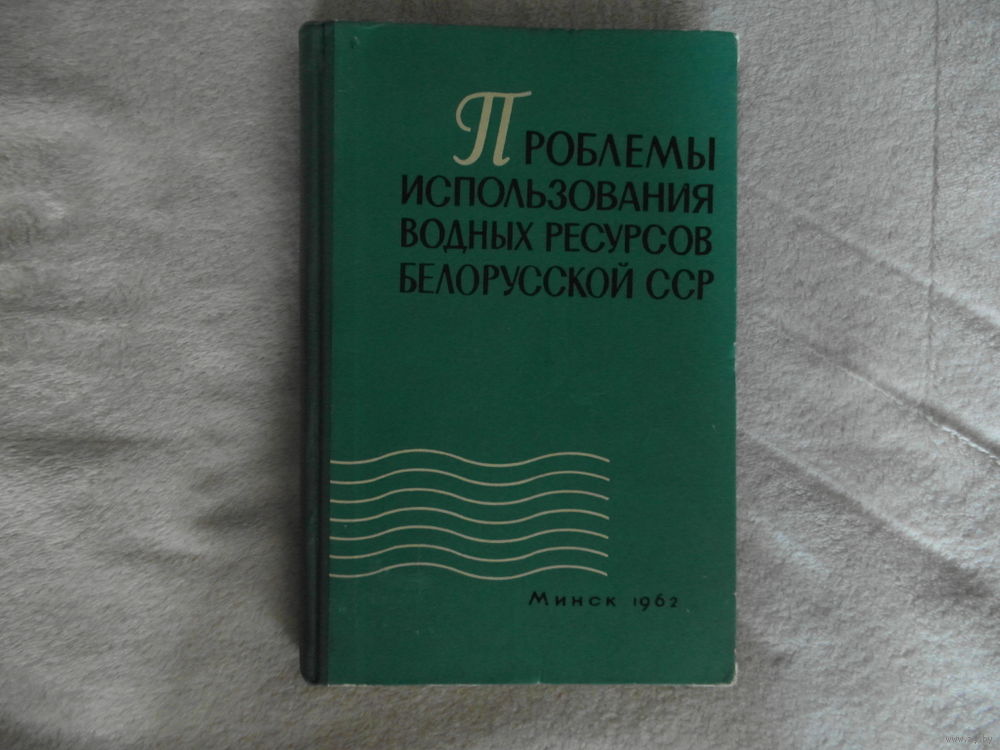 ПРОБЛЕМЫ
ИСПОЛЬЗОВАНИЯ
ВОДНЫХ РЕСУРСОВ
БЕЛОРУССКОЙ ССР
МИНСК 1962